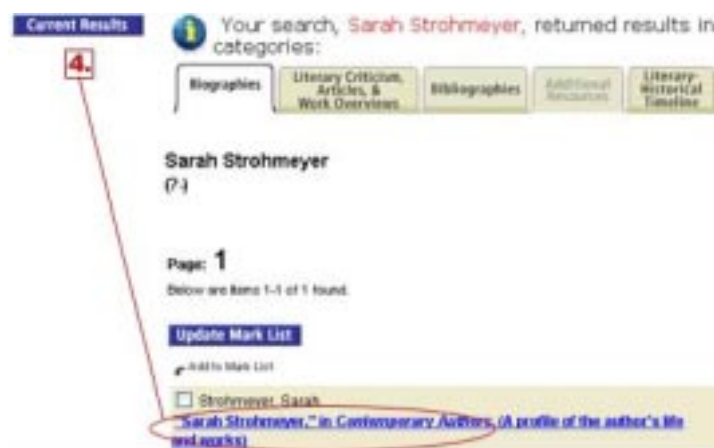 Current Results
Your search, Sarah Strohmeyer, returned results in
categories:
4.
Biographies
Literary Criticism,
Articles, &
Work Overviews
Bibliographies
Additional
Resources
Literary-
Historical
Timeline
Sarah Strohmeyer
(?-)
Page: 1
Below are items 1-1 of 1 found.
Update Mark List
Add to Mark List
Strohmeyer, Sarah
"Sarah Strohmeyer," in Contemporary Authors. (A profile of the author's life
and works)